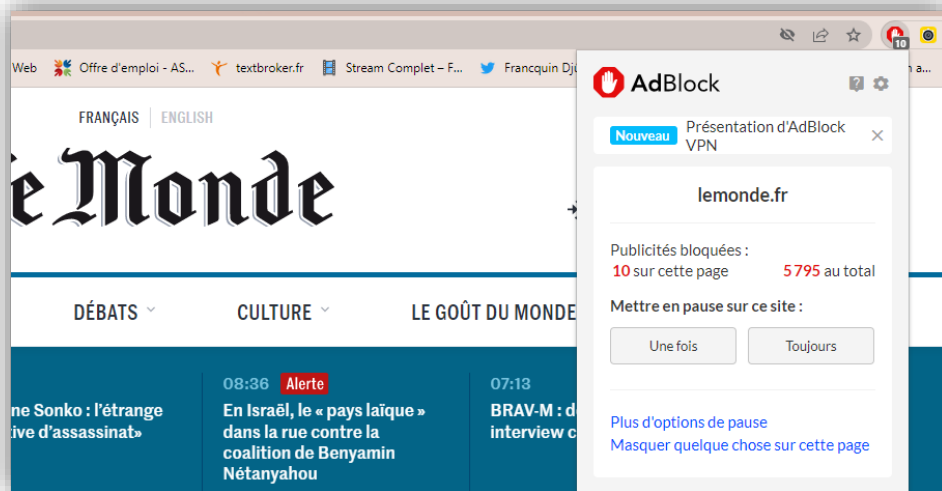 10
Web
Offre d'emploi - AS...
textbroker.fr
Stream Complet – F...
Francquin Dj
a...
FRANÇAIS
ENGLISH
e Monde
DÉBATS
CULTURE
LE GOÛT DU MONDE
ne Sonko : l'étrange
ive d'assassinat»
08:36 Alerte
En Israël, le « pays laïque »
dans la rue contre la
coalition de Benyamin
Nétanyahou
07:13
BRAV-M : d
interview c
AdBlock
Nouveau
Présentation d'AdBlock
VPN
lemonde.fr
Publicités bloquées :
10 sur cette page
5 795 au total
Mettre en pause sur ce site :
Une fois
Toujours
Plus d'options de pause
Masquer quelque chose sur cette page